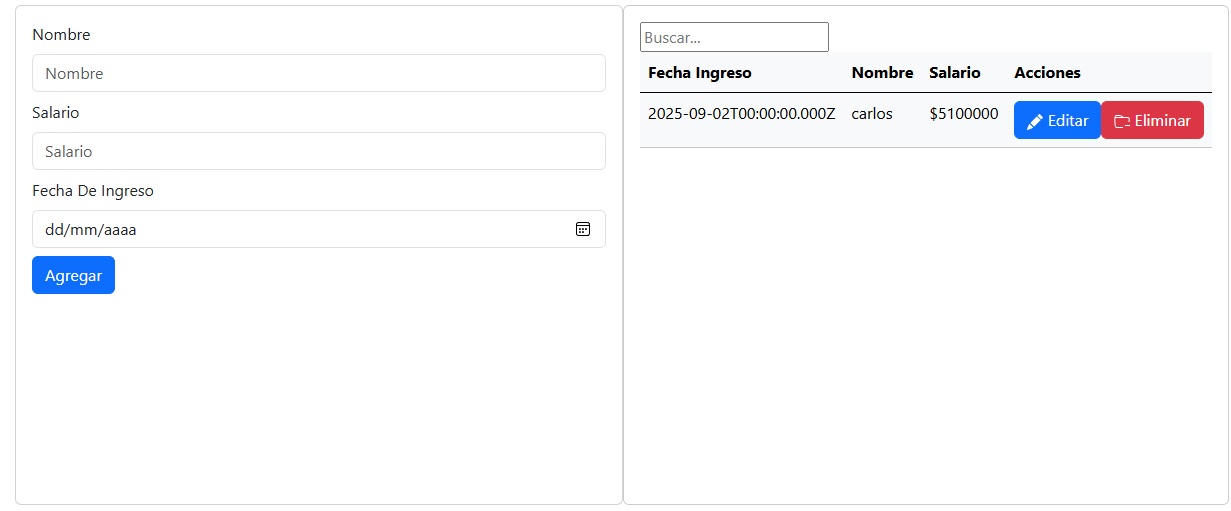 Nombre
Nombre
Salario
Salario
Fecha De Ingreso
dd/mm/aaaa
Agregar
Buscar...
Fecha Ingreso Nombre Salario Acciones
2025-09-02T00:00:00.000Z carlos $5100000 Editar Eliminar